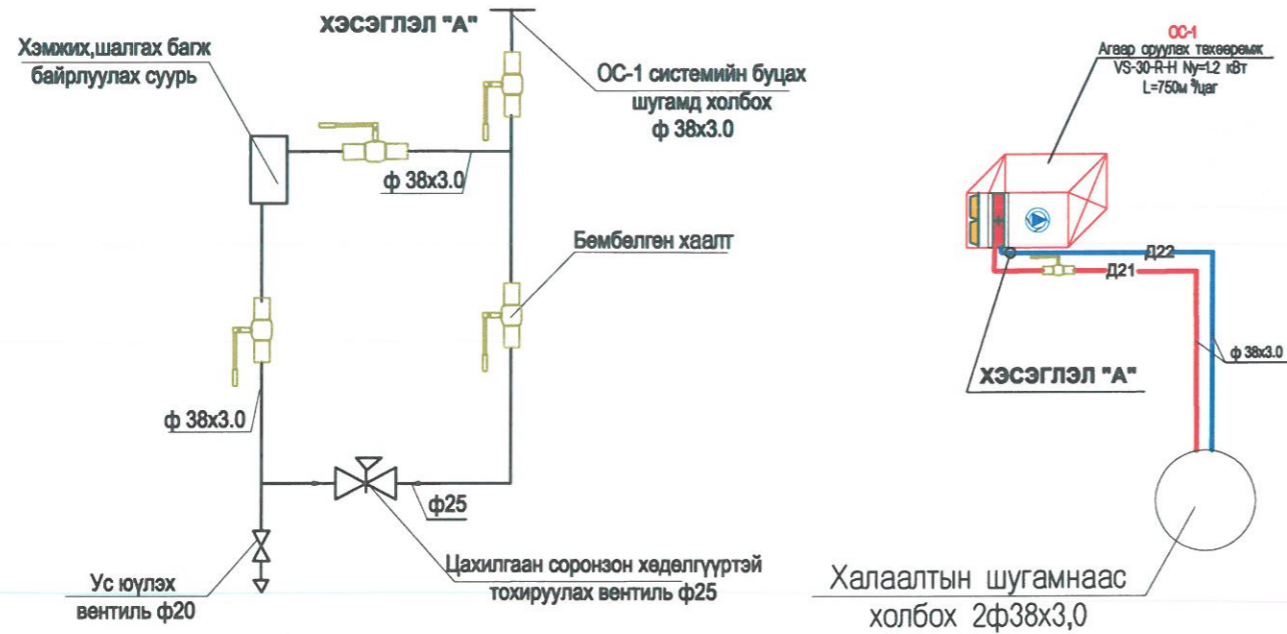 ХЭСЭГЛЭЛ "А"
Хэмжих,шалгах багж
байрлуулах суурь
ОС-1 системийн буцах
шугамд холбох
ф 38х3.0
ф 38х3.0
Бөмбөлгөн хаалт
ф 38х3.0
ф25
Ус юүлэх
вентиль ф20
Цахилгаан соронзон хөдөлгүүртэй
тохируулах вентиль ф25
ОС-1
Агаар оруулах төхөөрөмж
VS-30-R-H Ny=1.2 кВт
L=750м³/цаг
Д22
Д21
ф 38х3.0
ХЭСЭГЛЭЛ "А"
Халаалтын шугамнаас
холбох 2ф38х3,0